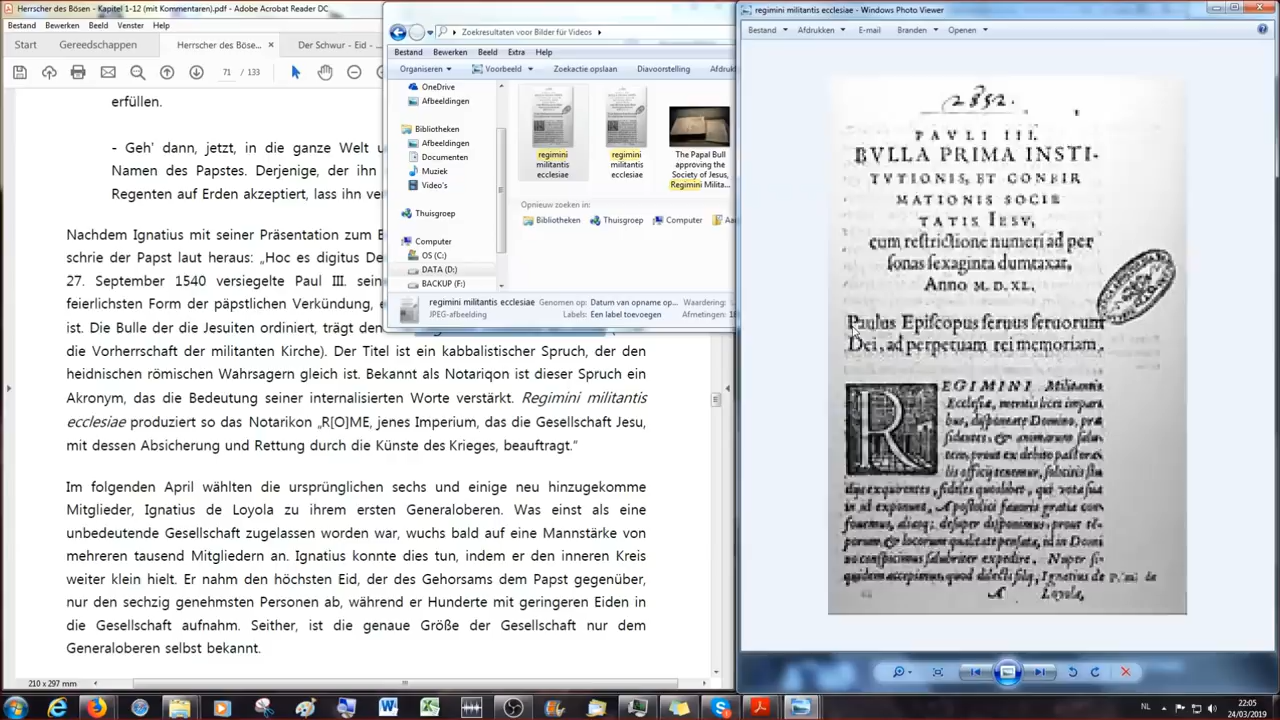 Herrscher des Bösen - Kapitel 1-12 (mit Kommentaren).pdf - Adobe Acrobat Reader DC
Bestand Bewerken Beeld Venster Help
Start Gereedschappen Herrscher des Böse... × Der Schwur - Eid -
71 / 133
erfüllen.
- Geh' dann, jetzt, in die ganze Welt u
Namen des Papstes. Derjenige, der ihn
Regenten auf Erden akzeptiert, lass ihn ver
Nachdem Ignatius mit seiner Präsentation zum E
schrie der Papst laut heraus: „Hoc es digitus De
27. September 1540 versiegelte Paul III. sein
feierlichsten Form der päpstlichen Verkündung, e
ist. Die Bulle der die Jesuiten ordiniert, trägt den
die Vorherrschaft der militanten Kirche). Der Titel ist ein kabbalistischer Spruch, der den
heidnischen römischen Wahrsagern gleich ist. Bekannt als Notariqon ist dieser Spruch ein
Akronym, das die Bedeutung seiner internalisierten Worte verstärkt. Regimini militantis
ecclesiae produziert so das Notarikon „R[O]ME, jenes Imperium, das die Gesellschaft Jesu,
mit dessen Absicherung und Rettung durch die Künste des Krieges, beauftragt.“
Im folgenden April wählten die ursprünglichen sechs und einige neu hinzugekomme
Mitglieder, Ignatius de Loyola zu ihrem ersten Generaloberen. Was einst als eine
unbedeutende Gesellschaft zugelassen worden war, wuchs bald auf eine Mannstärke von
mehreren tausend Mitgliedern an. Ignatius konnte dies tun, indem er den inneren Kreis
weiter klein hielt. Er nahm den höchsten Eid, der des Gehorsams dem Papst gegenüber,
nur den sechzig genehmsten Personen ab, während er Hunderte mit geringeren Eiden in
die Gesellschaft aufnahm. Seither, ist die genaue Größe der Gesellschaft nur dem
Generaloberen selbst bekannt.
210 x 297 mm
Zoekresultaten voor Bilder für Videos
Bestand Bewerken Beeld Extra Help
Organiseren Voorbeeld Zoekactie opslaan Diavoorstelling Afdruk
OneDrive
Afbeeldingen
Bibliotheken
Afbeeldingen
Documenten
Muziek
Video's
Thuisgroep
Computer
OS (C:)
DATA (D:)
BACKUP (F:)
regimini militantis ecclesiae
regimini militantis ecclesiae
The Papal Bull approving the Society of Jesus, Regimini Milita...
Opnieuw zoeken in:
Bibliotheken Thuisgroep Computer
regimini militantis ecclesiae Genomen op: Datum van opname op... Waardering:
JPEG-afbeelding Labels: Een label toevoegen Afmetingen: 18
regimini militantis ecclesiae - Windows Photo Viewer
Bestand Afdrukken E-mail Branden Openen
2852.
PAVLI III.
BVLLA PRIMA INSTI-
TVTIONIS, ET CONFIR
MATIONIS SOCIE
TATIS IESV,
cum restrictione numeri ad per
sonas sexaginta dumtaxat,
Anno M. D. XL.
Paulus Episcopus seruus seruorum
Dei, ad perpetuam rei memoriam,
REGIMINI Militantis
Loyola,
NL 22:05
24/03/2019